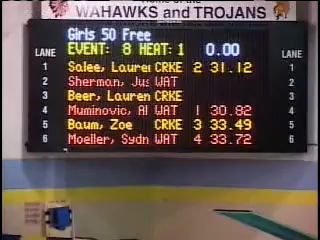 WAHAWKS and TROJANS
Girls 50 Free
EVENT: 8 HEAT: 1 0.00
LANE LANE
1 Salee, Lauren CRKE 2 31.12 1
2 Sherman, Jus WAT 2
3 Beer, Lauren CRKE 3
4 Muminovic, Al WAT 1 30.82 4
5 Baum, Zoe CRKE 3 33.49 5
6 Moeller, Sydn WAT 4 33.72 6